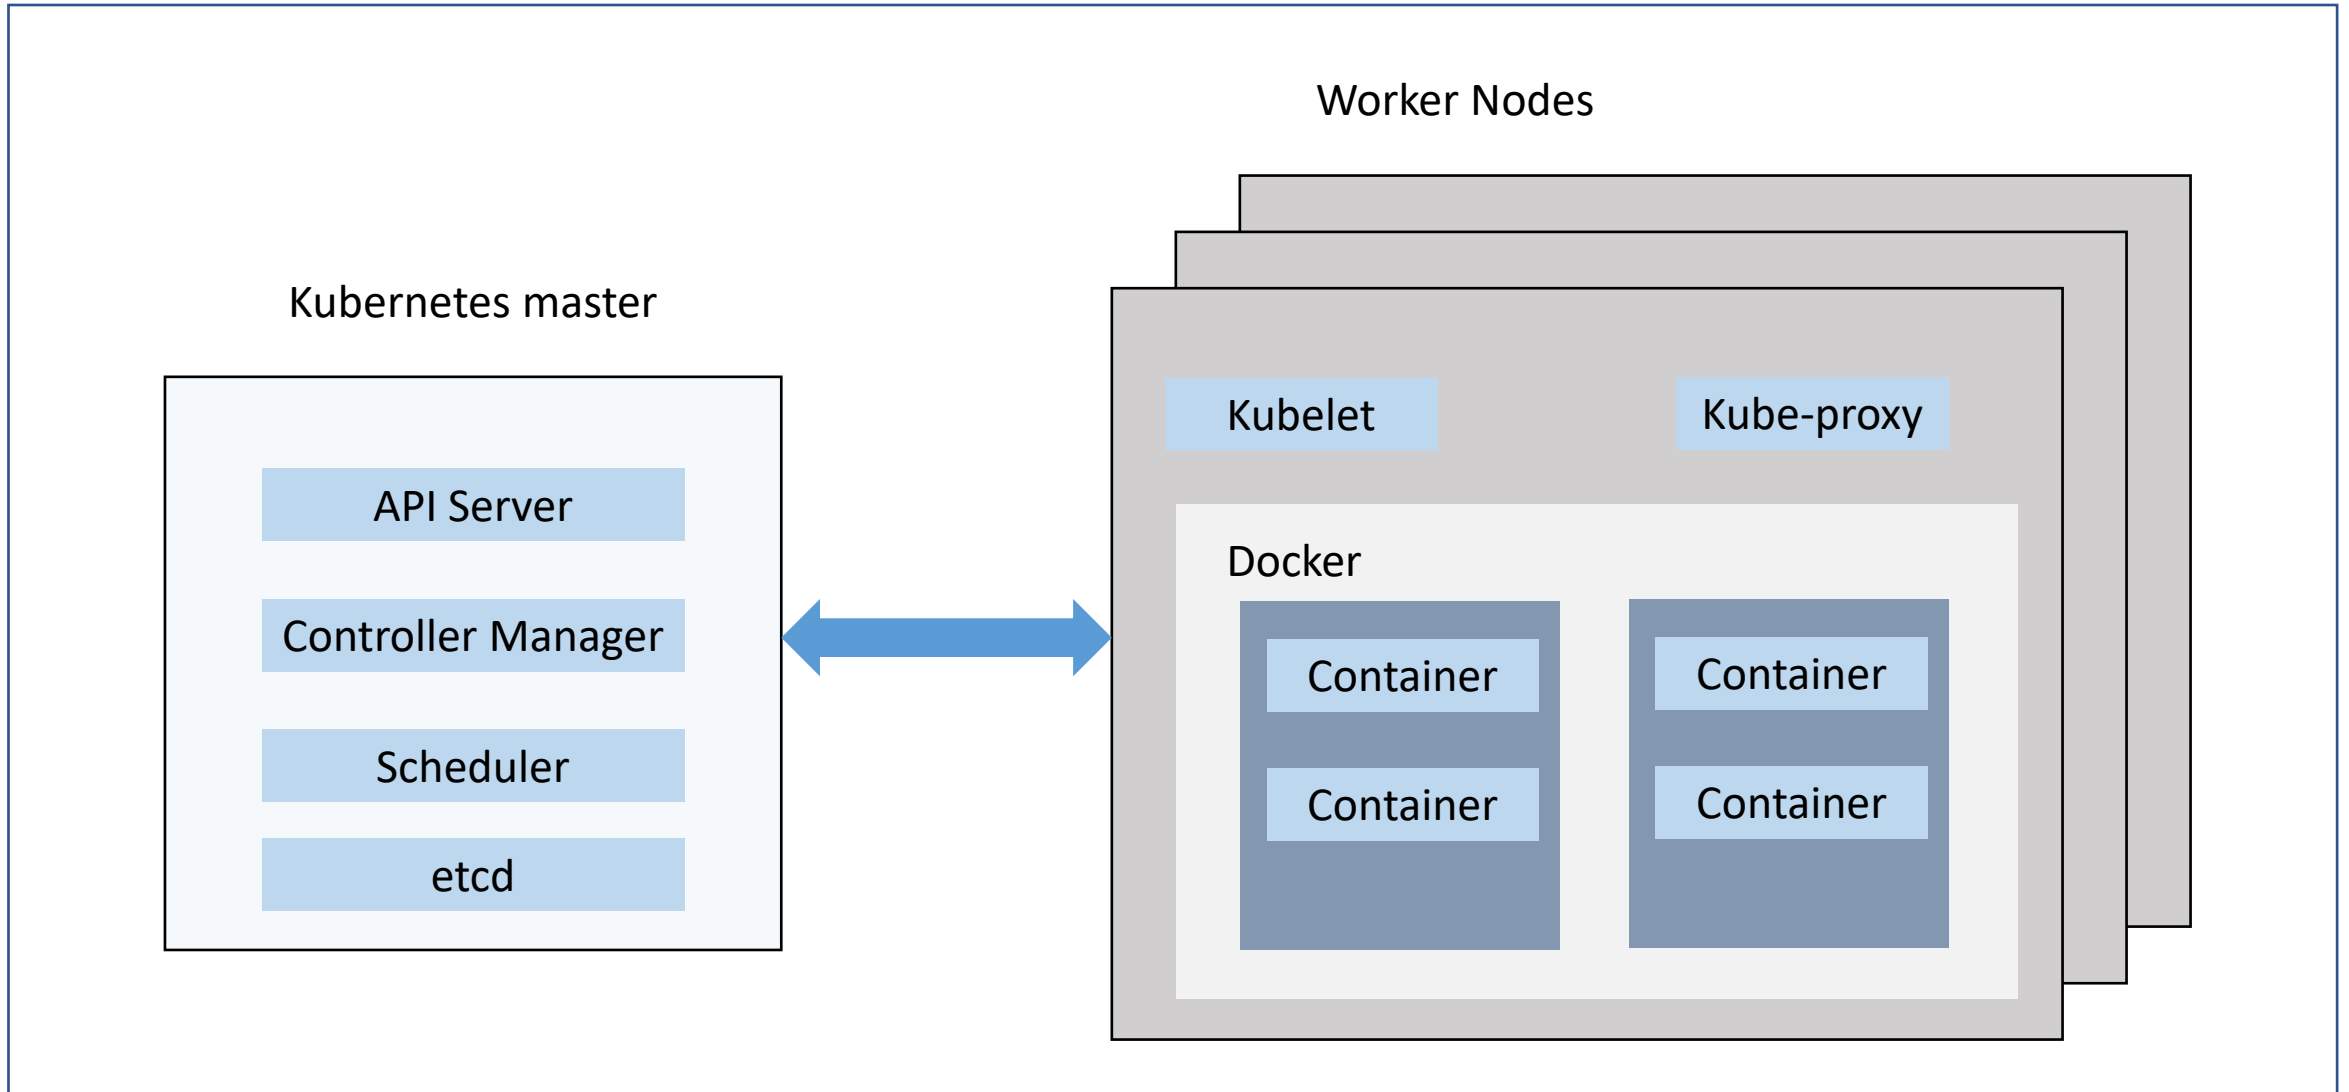 Worker Nodes
Kubernetes master
API Server
Controller Manager
Scheduler
etcd
Kubelet
Kube-proxy
Docker
Container
Container
Container
Container